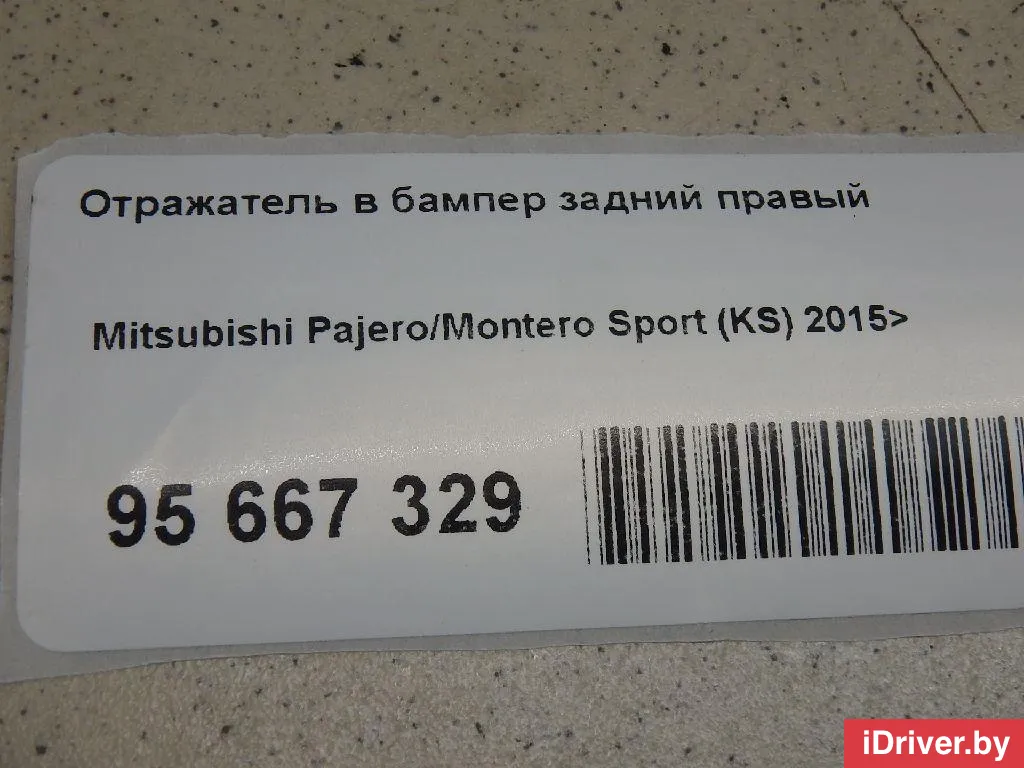 Отражатель в бампер задний правый
Mitsubishi Pajero/Montero Sport (KS) 2015>
95 667 329
iDriver.by